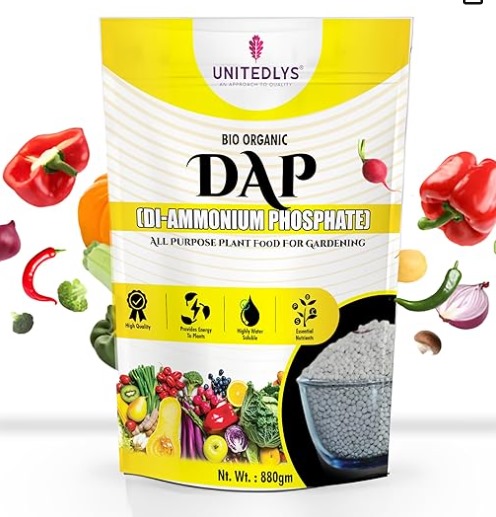 UNITEDLYS®
AN APPROACH TO QUALITY
BIO ORGANIC
DAP
(DI-AMMONIUM PHOSPHATE)
ALL PURPOSE PLANT FOOD FOR GARDENING
High Quality
Provides Energy
To Plants
Highly Water
Soluble
Essential
Nutrients
Nt. Wt. : 880gm